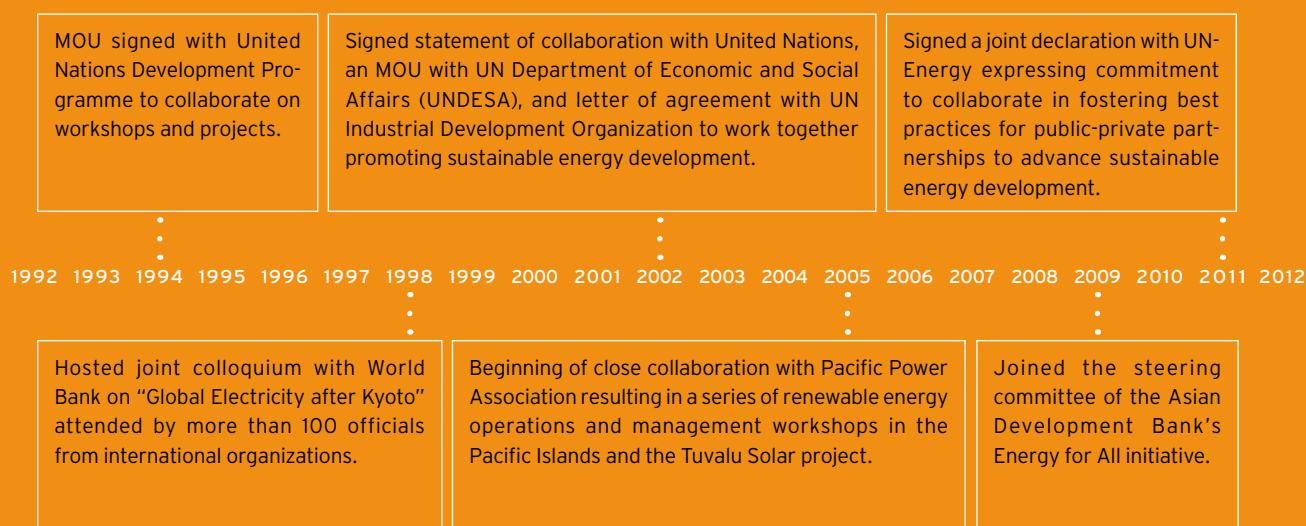 MOU signed with United
Nations Development Pro-
gramme to collaborate on
workshops and projects.
Signed statement of collaboration with United Nations,
an MOU with UN Department of Economic and Social
Affairs (UNDESA), and letter of agreement with UN
Industrial Development Organization to work together
promoting sustainable energy development.
Signed a joint declaration with UN-
Energy expressing commitment
to collaborate in fostering best
practices for public-private part-
nerships to advance sustainable
energy development.
1992 1993 1994 1995 1996 1997 1998 1999 2000 2001 2002 2003 2004 2005 2006 2007 2008 2009 2010 2011 2012
Hosted joint colloquium with World
Bank on “Global Electricity after Kyoto”
attended by more than 100 officials
from international organizations.
Beginning of close collaboration with Pacific Power
Association resulting in a series of renewable energy
operations and management workshops in the
Pacific Islands and the Tuvalu Solar project.
Joined the steering
committee of the Asian
Development Bank’s
Energy for All initiative.